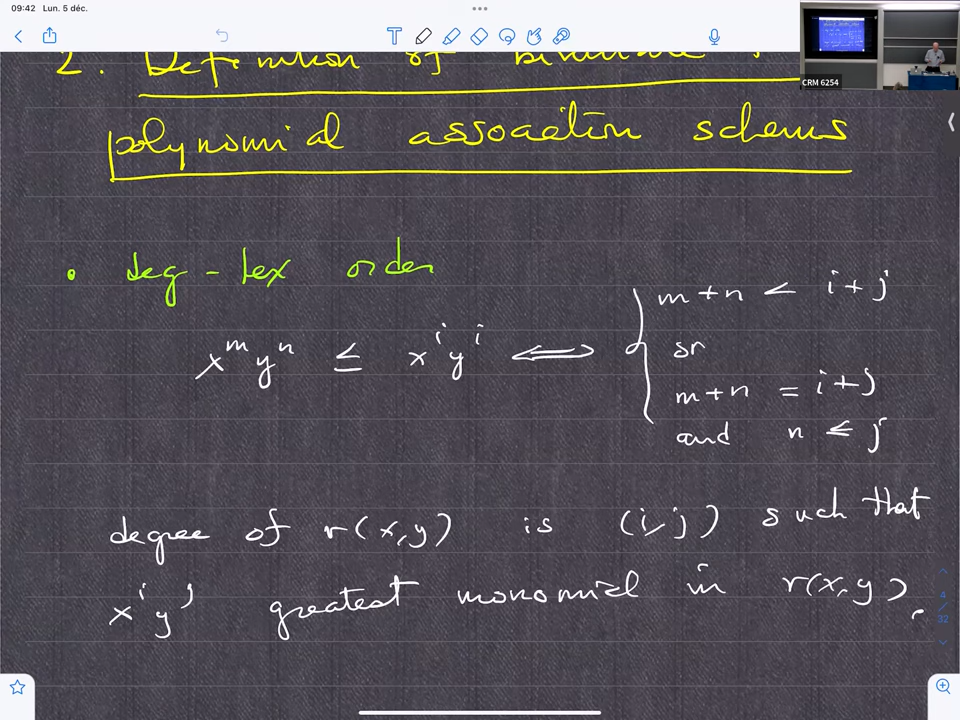 09:42 Lun. 5 déc.
CRM 6254
2. Definition of bivariate
polynomial association schemes
• deg-lex order
x^m y^n ≤ x^i y^j ⟺ { m+n < i+j
or
m+n = i+j
and n ≤ j
degree of r(x,y) is (i,j) such that
x^i y^j greatest monomial in r(x,y).
4
/
32